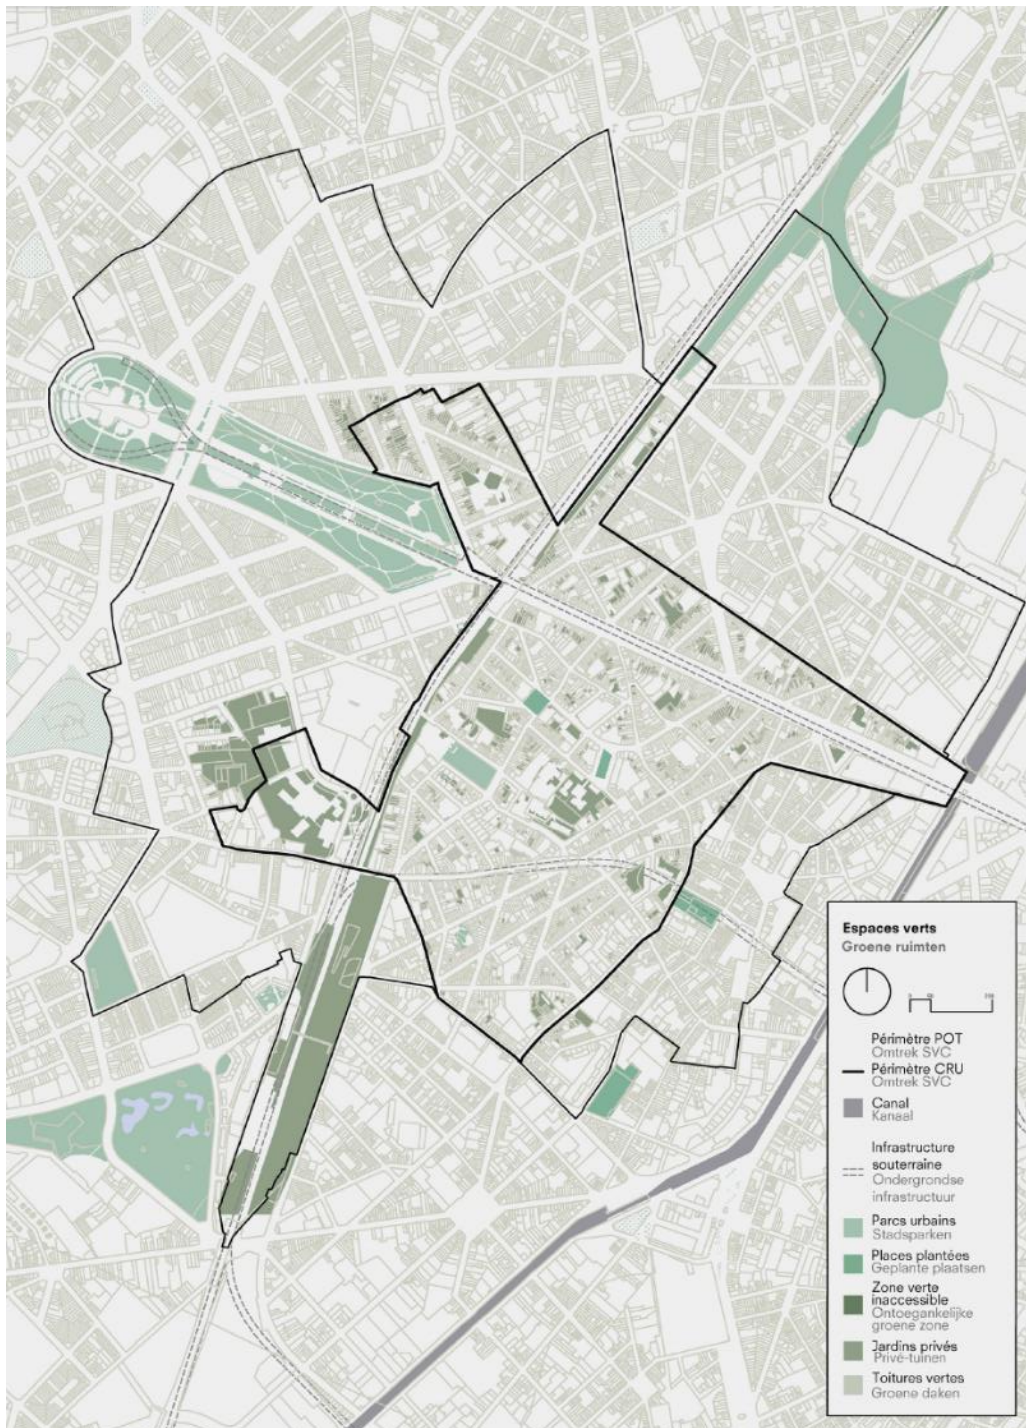 Espaces verts
Groene ruimten
Périmètre POT
Omtrek SVC
Périmètre CRU
Omtrek SVC
Canal
Kanaal
Infrastructure
souterraine
Ondergrondse
infrastructuur
Parcs urbains
Stadsparken
Places plantées
Geplante plaatsen
Zone verte
inaccessible
Ontoegankelijke
groene zone
Jardins privés
Privé-tuinen
Toitures vertes
Groene daken